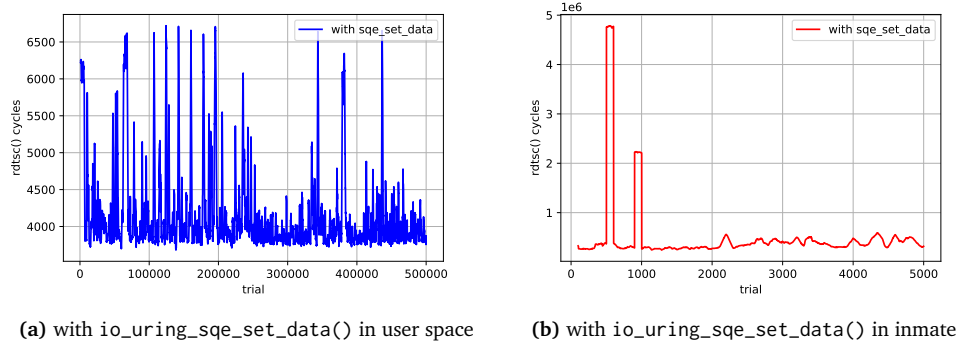 with sqe_set_data
6500
6000
5500
5000
4500
4000
rdtsc() cycles
0 100000 200000 300000 400000 500000
trial
1e6
with sqe_set_data
5
4
3
2
1
rdtsc() cycles
0 1000 2000 3000 4000 5000
trial
(a) with io_uring_sqe_set_data() in user space
(b) with io_uring_sqe_set_data() in inmate